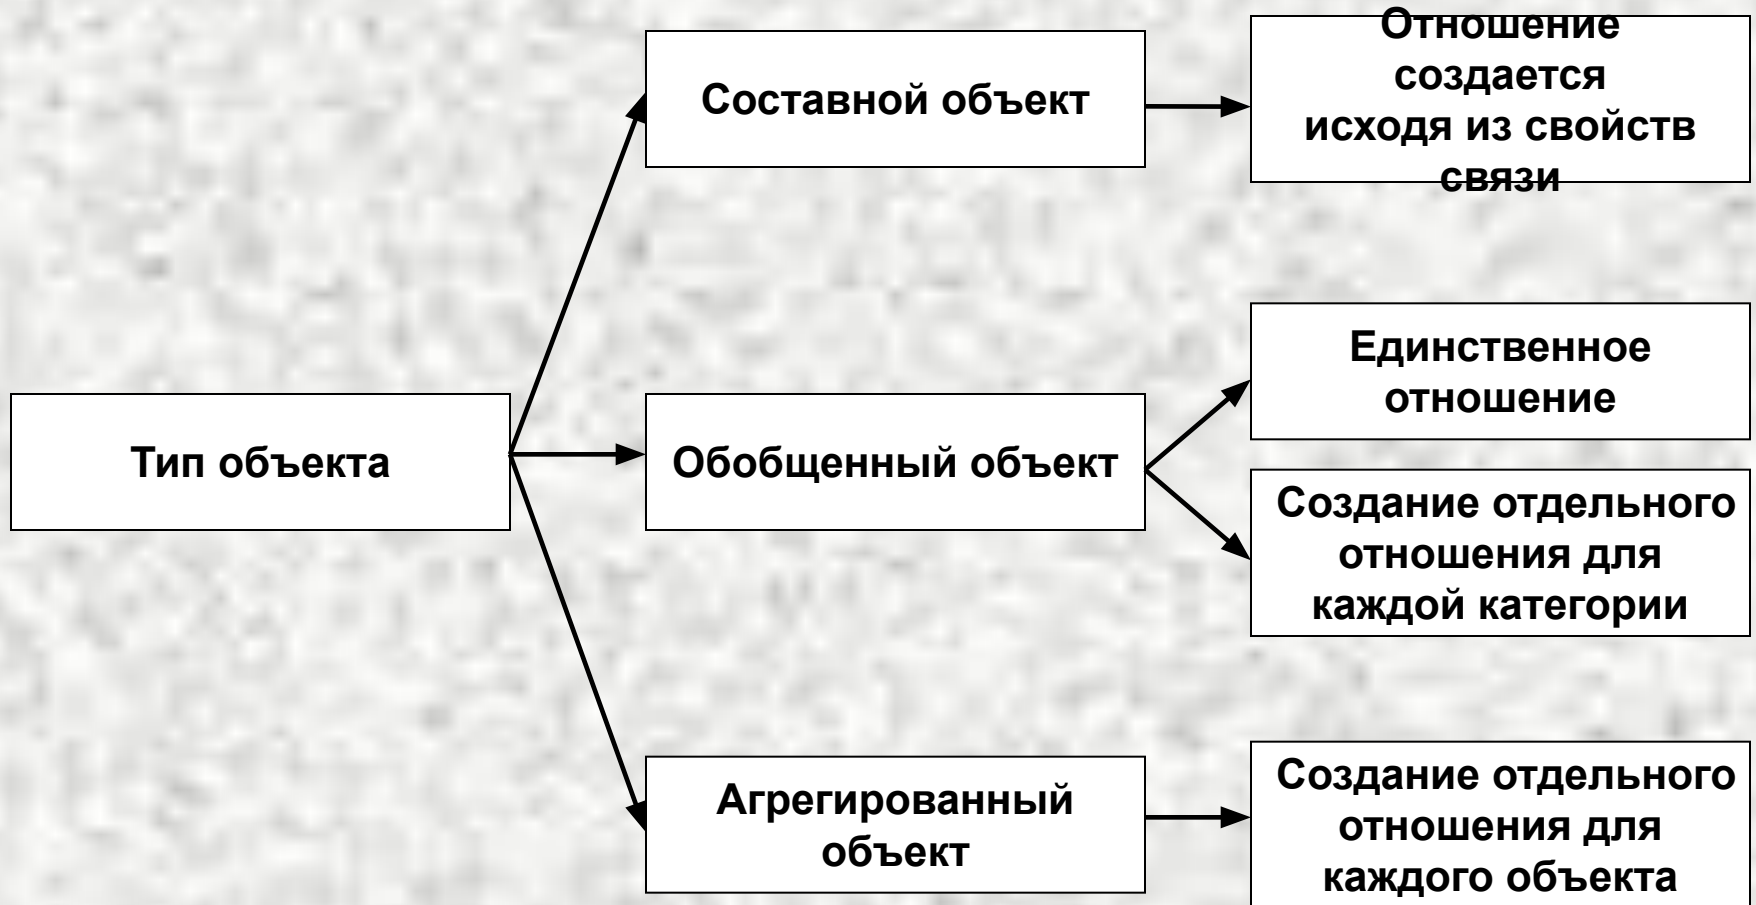 Отношение
создается
исходя из свойств
связи
Составной объект
Единственное
отношение
Тип объекта
Обобщенный объект
Создание отдельного
отношения для
каждой категории
Агрегированный
объект
Создание отдельного
отношения для
каждого объекта